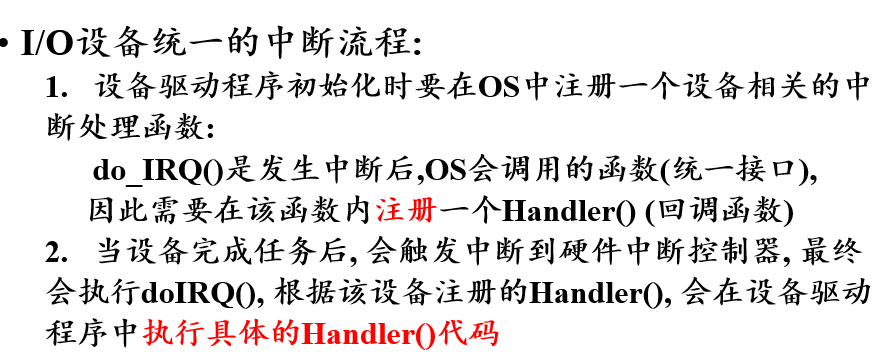 • I/O设备统一的中断流程:
1. 设备驱动程序初始化时要在OS中注册一个设备相关的中
断处理函数:
do_IRQ()是发生中断后,OS会调用的函数(统一接口),
因此需要在该函数内注册一个Handler() (回调函数)
2. 当设备完成任务后, 会触发中断到硬件中断控制器, 最终
会执行doIRQ(), 根据该设备注册的Handler(), 会在设备驱动
程序中执行具体的Handler()代码